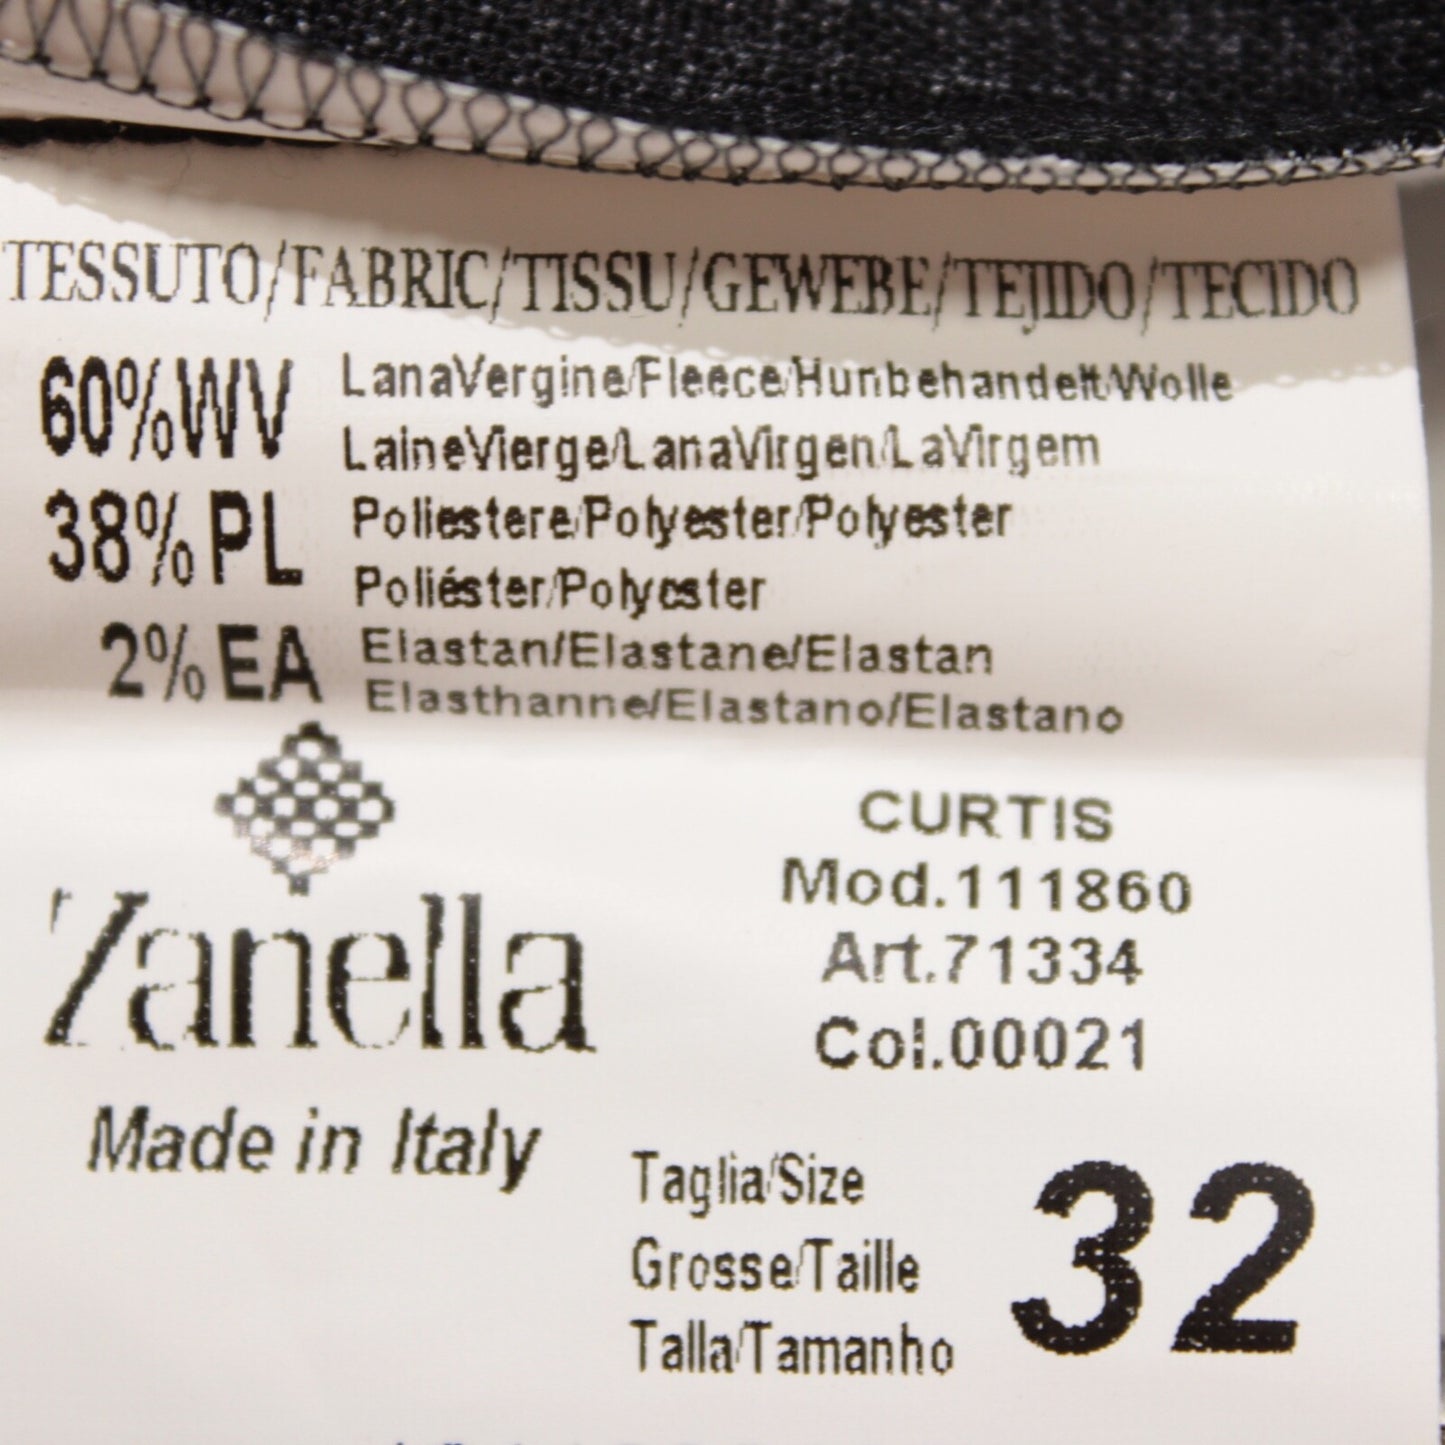 TESSUTO/FABRIC/TISSU/GEWEBE/TEJIDO/TECIDO
60%WV LanaVergine/Fleece/Hunbehandelt/Wolle
LaineVierge/LanaVirgen/LaVirgem
38%PL Poliestere/Polyester/Polyester
Poliéster/Polyester
2%EA Elastan/Elastane/Elastan
Elasthanne/Elastano/Elastano
Zanella
Made in Italy
CURTIS
Mod.111860
Art.71334
Col.00021
Taglia/Size
Grosse/Taille
Talla/Tamanho
32